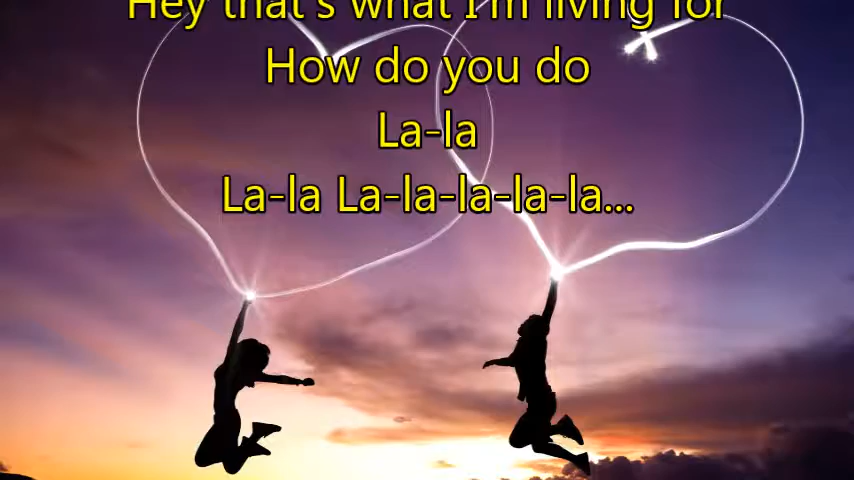 Hey that's what I'm living for
How do you do
La-la
La-la La-la-la-la-la...